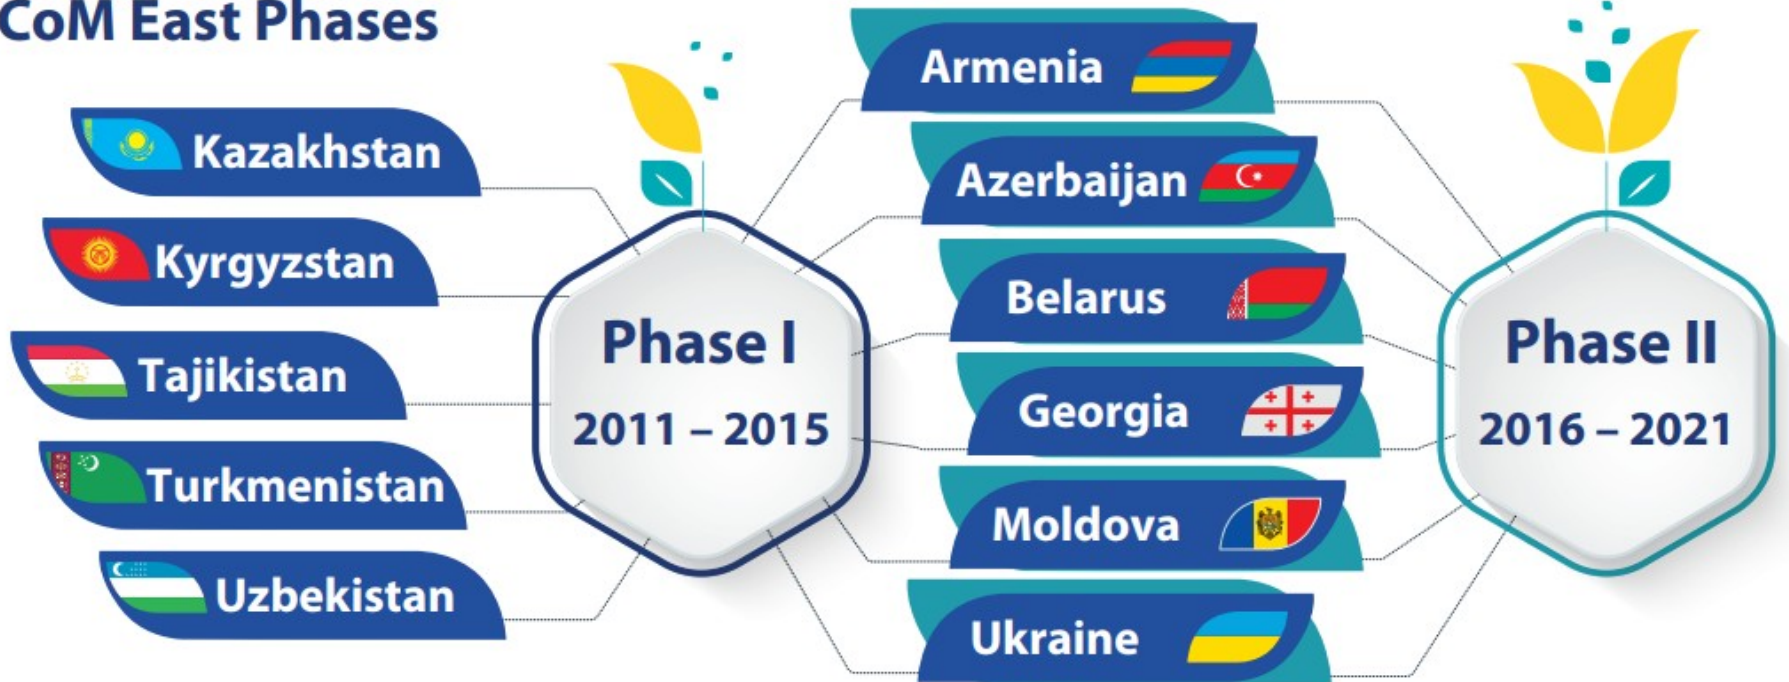 CoM East Phases
Kazakhstan
Kyrgyzstan
Tajikistan
Turkmenistan
Uzbekistan
Phase I
2011 – 2015
Armenia
Azerbaijan
Belarus
Georgia
Moldova
Ukraine
Phase II
2016 – 2021